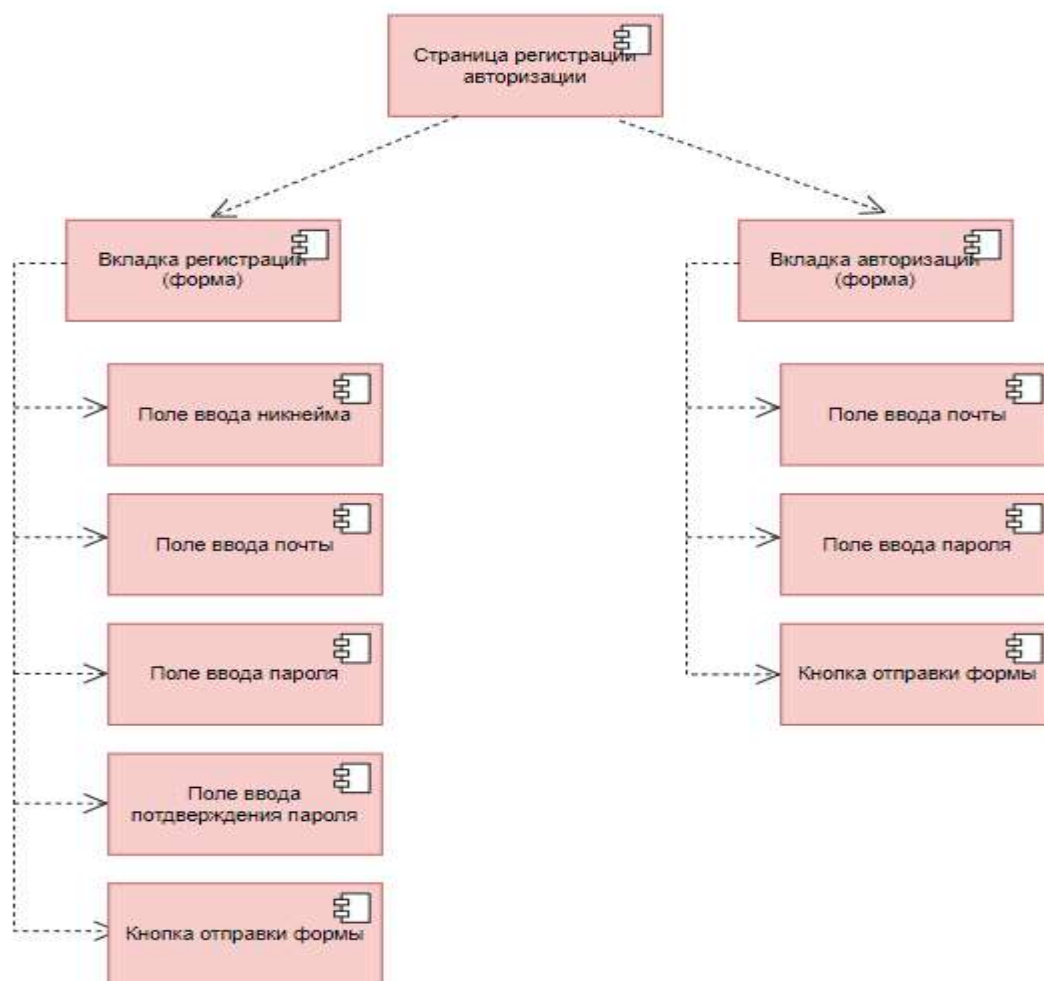 Страница регистрации
авторизации
Вкладка регистрации
(форма)
Вкладка авторизации
(форма)
Поле ввода никнейма
Поле ввода почты
Поле ввода почты
Поле ввода пароля
Поле ввода пароля
Кнопка отправки формы
Поле ввода
потдверждения пароля
Кнопка отправки формы